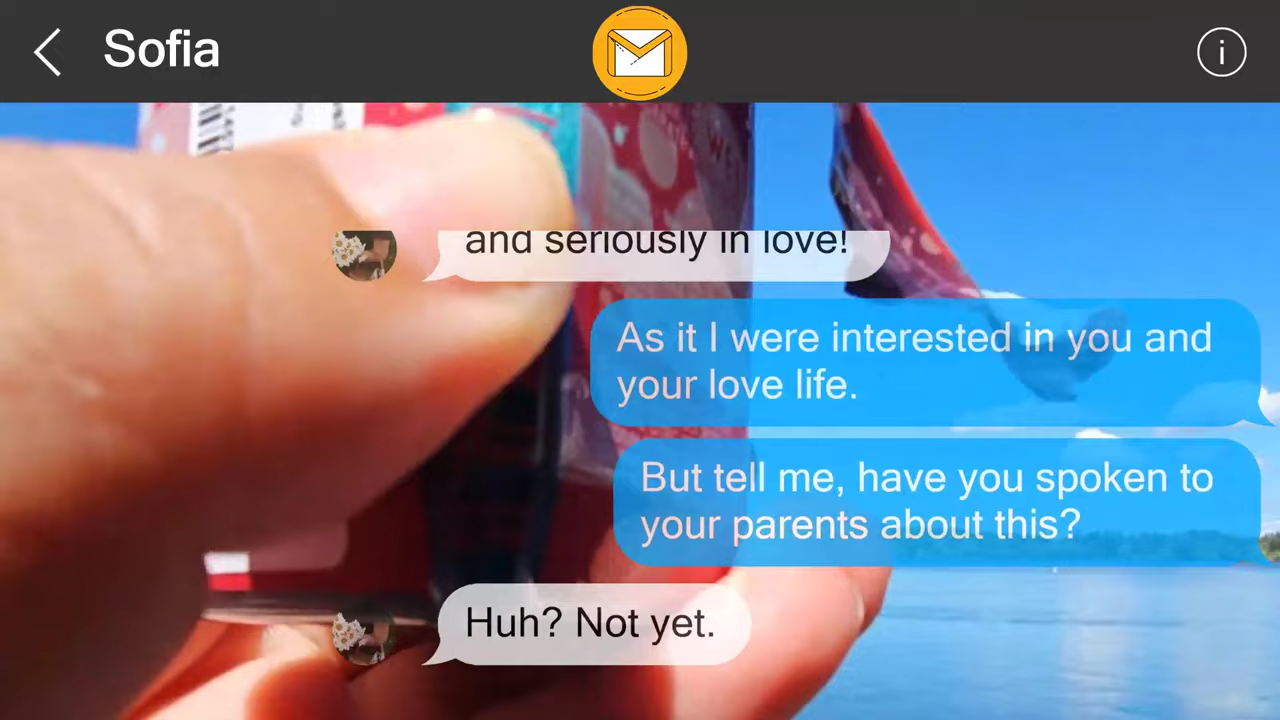 Sofia
i
and seriously in love!
As it I were interested in you and
your love life.
But tell me, have you spoken to
your parents about this?
Huh? Not yet.